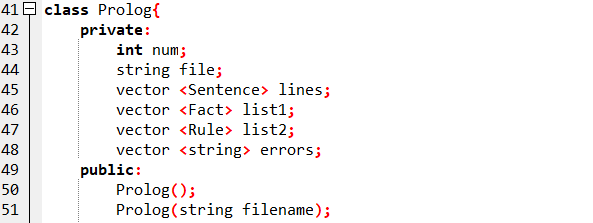 41 class Prolog{
42 private:
43 int num;
44 string file;
45 vector <Sentence> lines;
46 vector <Fact> list1;
47 vector <Rule> list2;
48 vector <string> errors;
49 public:
50 Prolog();
51 Prolog(string filename);